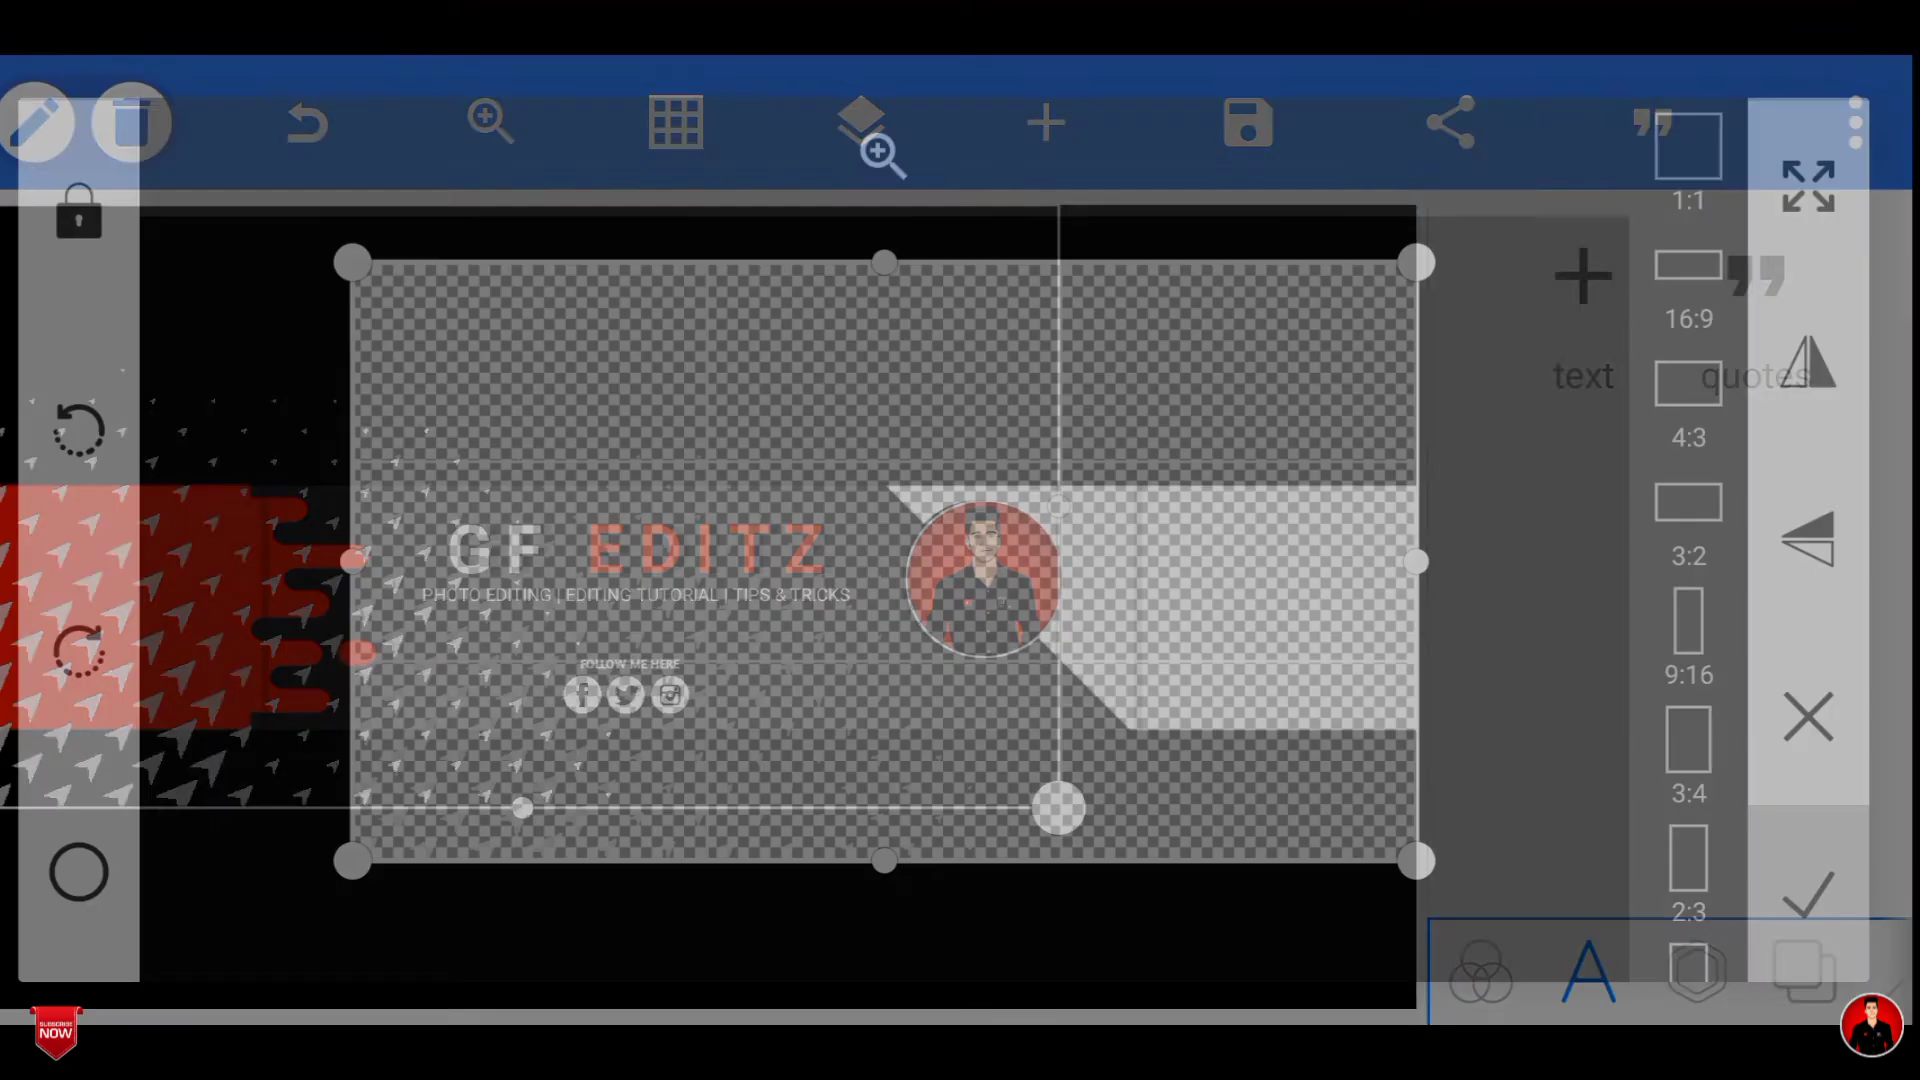 1:1
16:9
text
quotes
4:3
GF EDITZ
3:2
PHOTO EDITING | EDITING TUTORIAL | TIPS & TRICKS
FOLLOW ME HERE
9:16
3:4
2:3
SUBSCRIBE
NOW